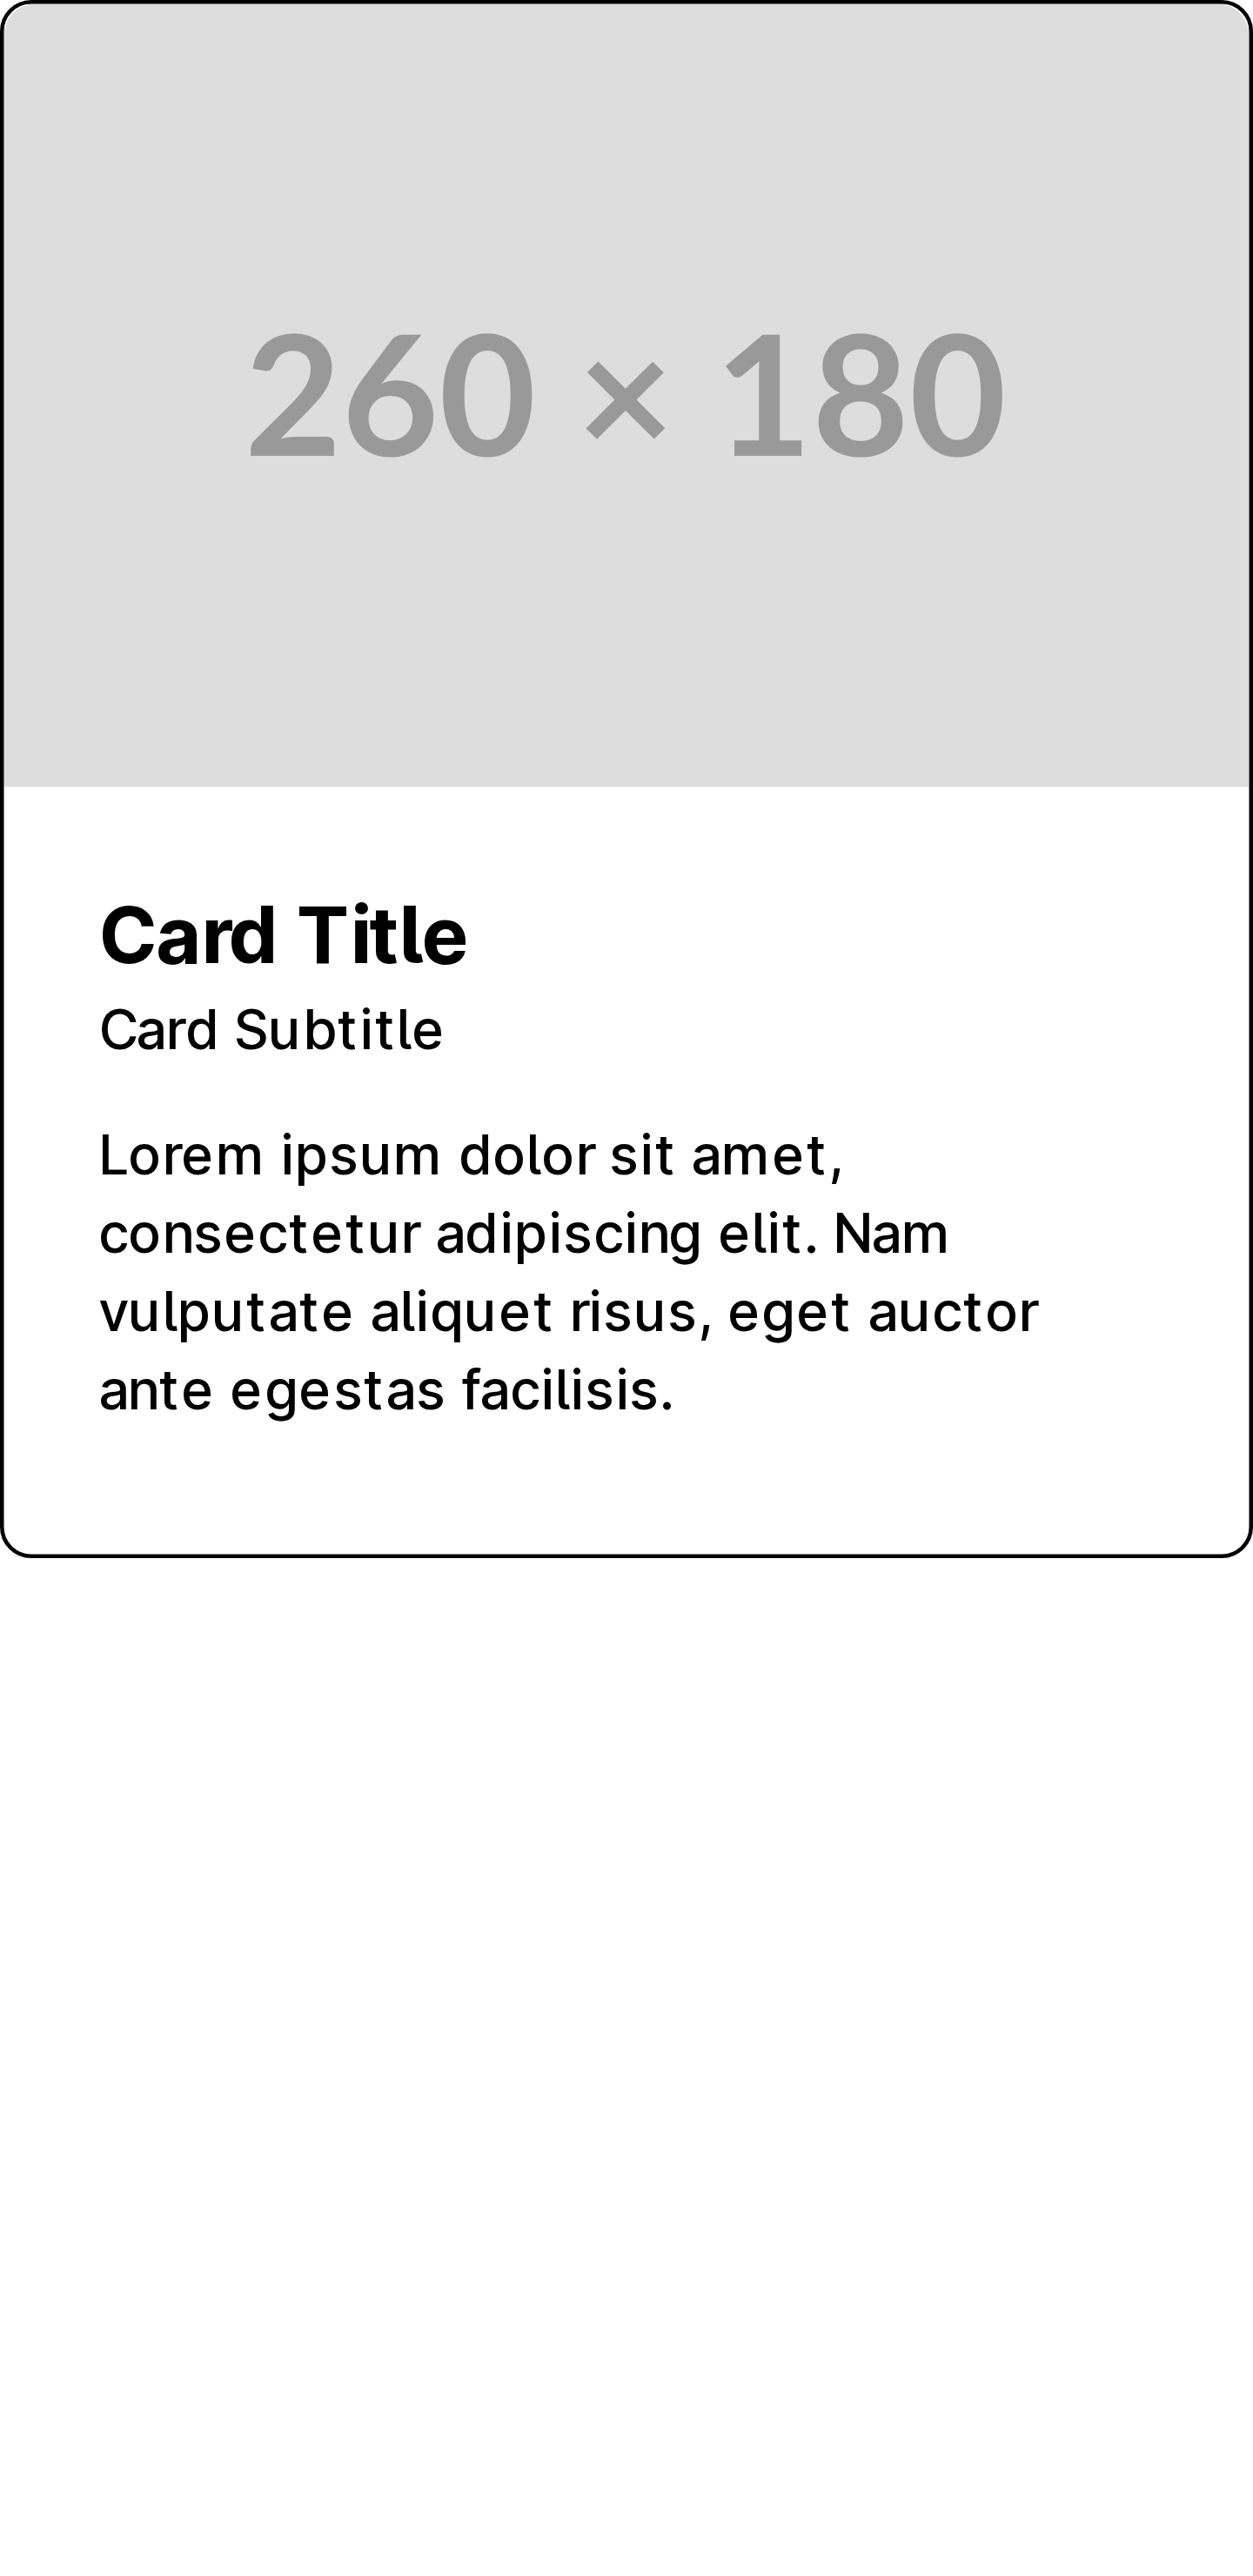 260 × 180
Card Title
Card Subtitle
Lorem ipsum dolor sit amet,
consectetur adipiscing elit. Nam
vulputate aliquet risus, eget auctor
ante egestas facilisis.